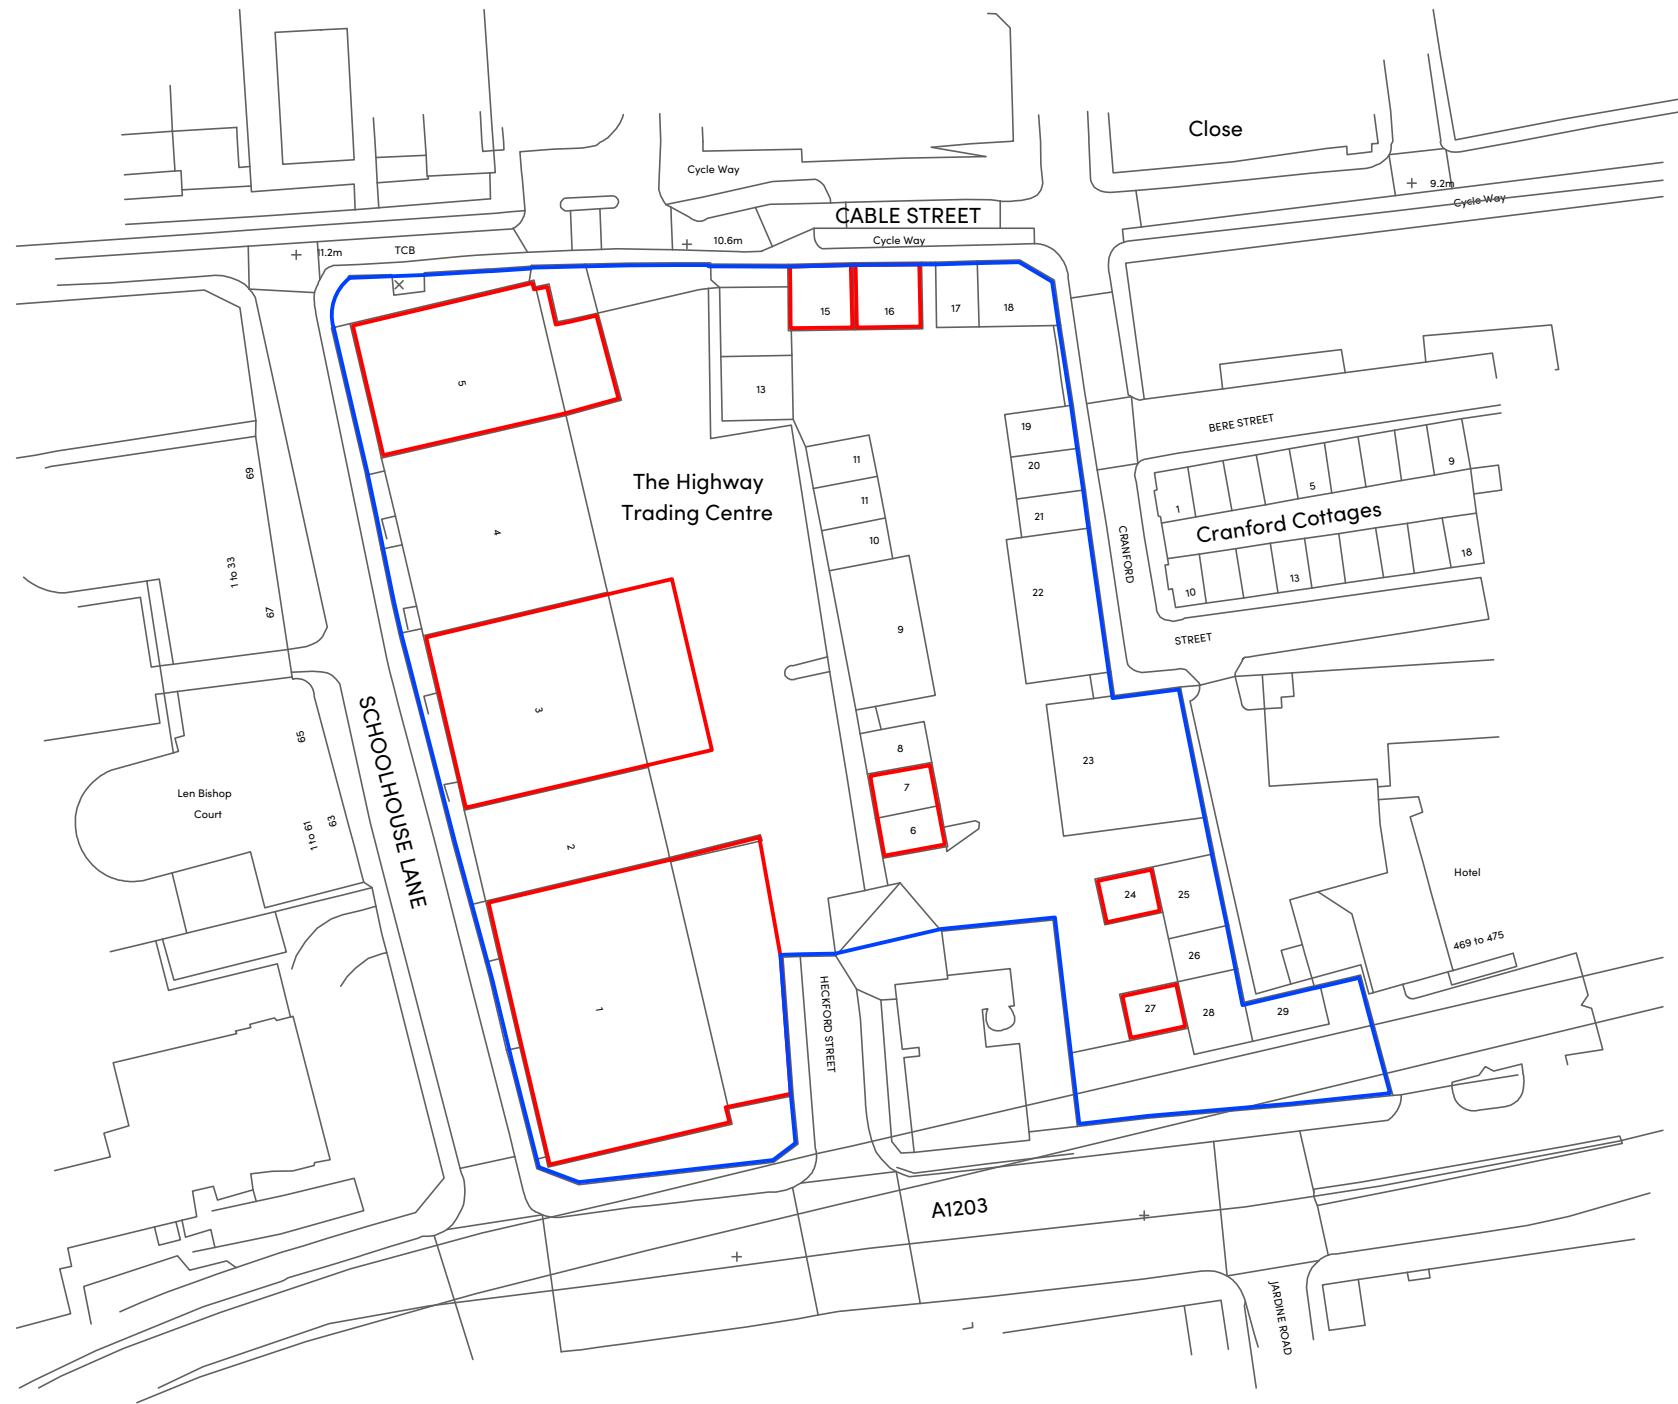 Close
Cycle Way
9.2m
Cycle Way
CABLE STREET
10.6m
Cycle Way
11.2m
TCB
15
16
17
18
5
13
BERE STREET
19
20
21
11
11
10
1
5
9
Cranford Cottages
10
13
18
The Highway
Trading Centre
69
1 to 33
67
4
CRANFORD
STREET
22
9
3
SCHOOLHOUSE LANE
65
8
23
7
6
Len Bishop
Court
63
11 to 61
2
24
25
Hotel
469 to 475
26
27
28
29
1
HECKFORD STREET
A1203
JARDINE ROAD